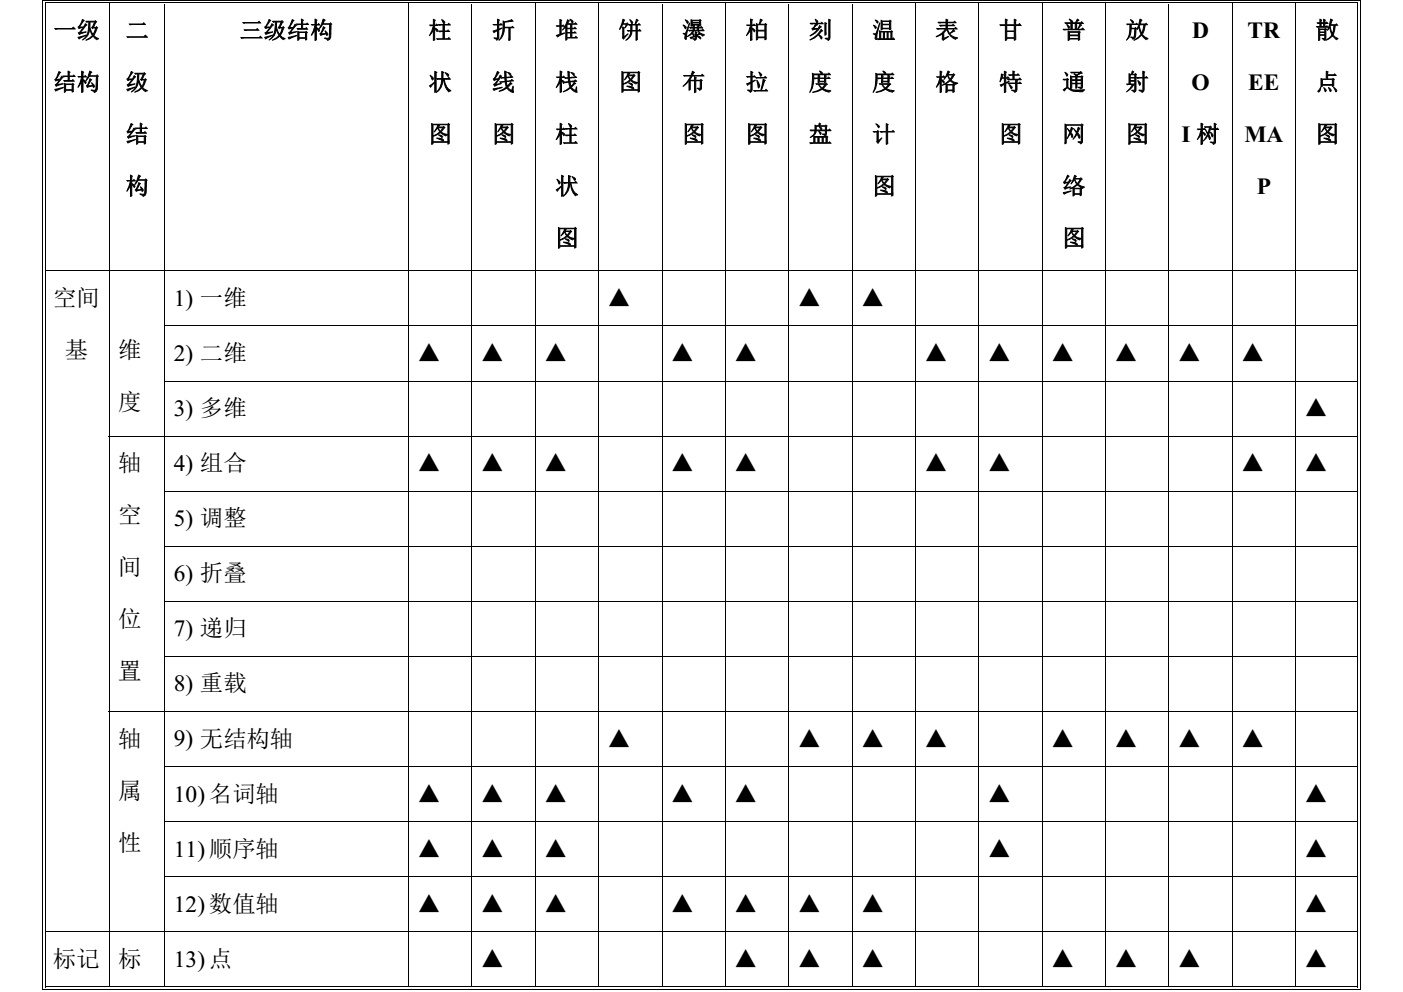 一级结构 二级结构 三级结构 柱状图 折线图 堆栈柱状图 饼图 瀑布图 柏拉图 刻度盘 温度计图 表格 甘特图 普通网络图 放射图 DOI树 TREEMAP 散点图
空间基 维度 1) 一维 ▲ ▲ ▲
2) 二维 ▲ ▲ ▲ ▲ ▲ ▲ ▲ ▲ ▲ ▲ ▲
3) 多维 ▲
轴空间位置 4) 组合 ▲ ▲ ▲ ▲ ▲ ▲ ▲ ▲ ▲
5) 调整
6) 折叠
7) 递归
8) 重载
轴属性 9) 无结构轴 ▲ ▲ ▲ ▲ ▲ ▲ ▲ ▲
10) 名词轴 ▲ ▲ ▲ ▲ ▲ ▲ ▲
11) 顺序轴 ▲ ▲ ▲ ▲ ▲
12) 数值轴 ▲ ▲ ▲ ▲ ▲ ▲ ▲ ▲
标记 标 13) 点 ▲ ▲ ▲ ▲ ▲ ▲ ▲ ▲